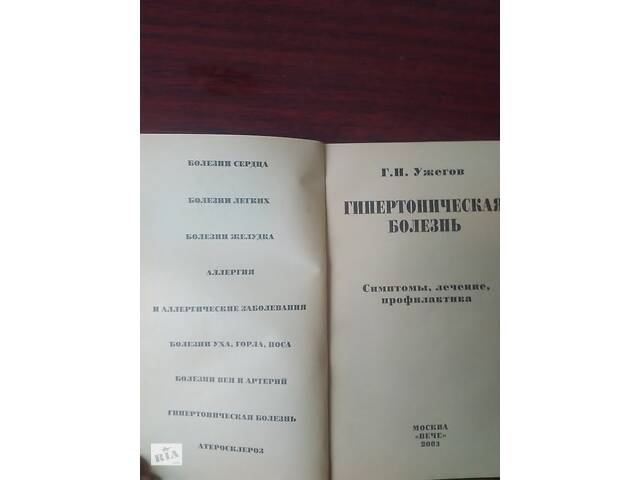 БОЛЕЗНИ СЕРДЦА
БОЛЕЗНИ ЛЕГКИХ
БОЛЕЗНИ ЖЕЛУДКА
АЛЛЕРГИЯ
И АЛЛЕРГИЧЕСКИЕ ЗАБОЛЕВАНИЯ
БОЛЕЗНИ УХА, ГОРЛА, НОСА
БОЛЕЗНИ ВЕН И АРТЕРИЙ
ГИПЕРТОНИЧЕСКАЯ БОЛЕЗНЬ
АТЕРОСКЛЕРОЗ
Г.Н. Ужегов
ГИПЕРТОНИЧЕСКАЯ
БОЛЕЗНЬ
Симптомы, лечение,
профилактика
МОСКВА
«ВЕЧЕ»
2003
RIA